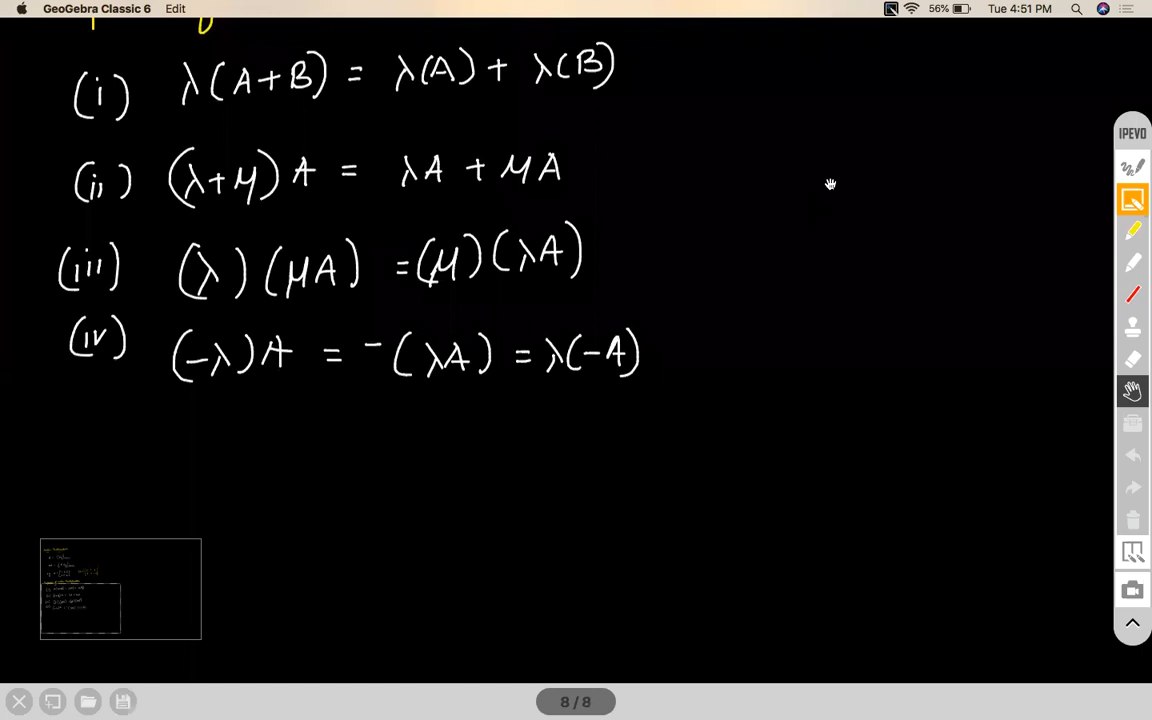 GeoGebra Classic 6 Edit 56% Tue 4:51 PM
(i) λ(A+B) = λ(A) + λ(B)
(ii) (λ+μ)A = λA + μA
(iii) (λ)(μA) = (μ)(λA)
(iv) (-λ)A = -(λA) = λ(-A)
IPEVO
8 / 8